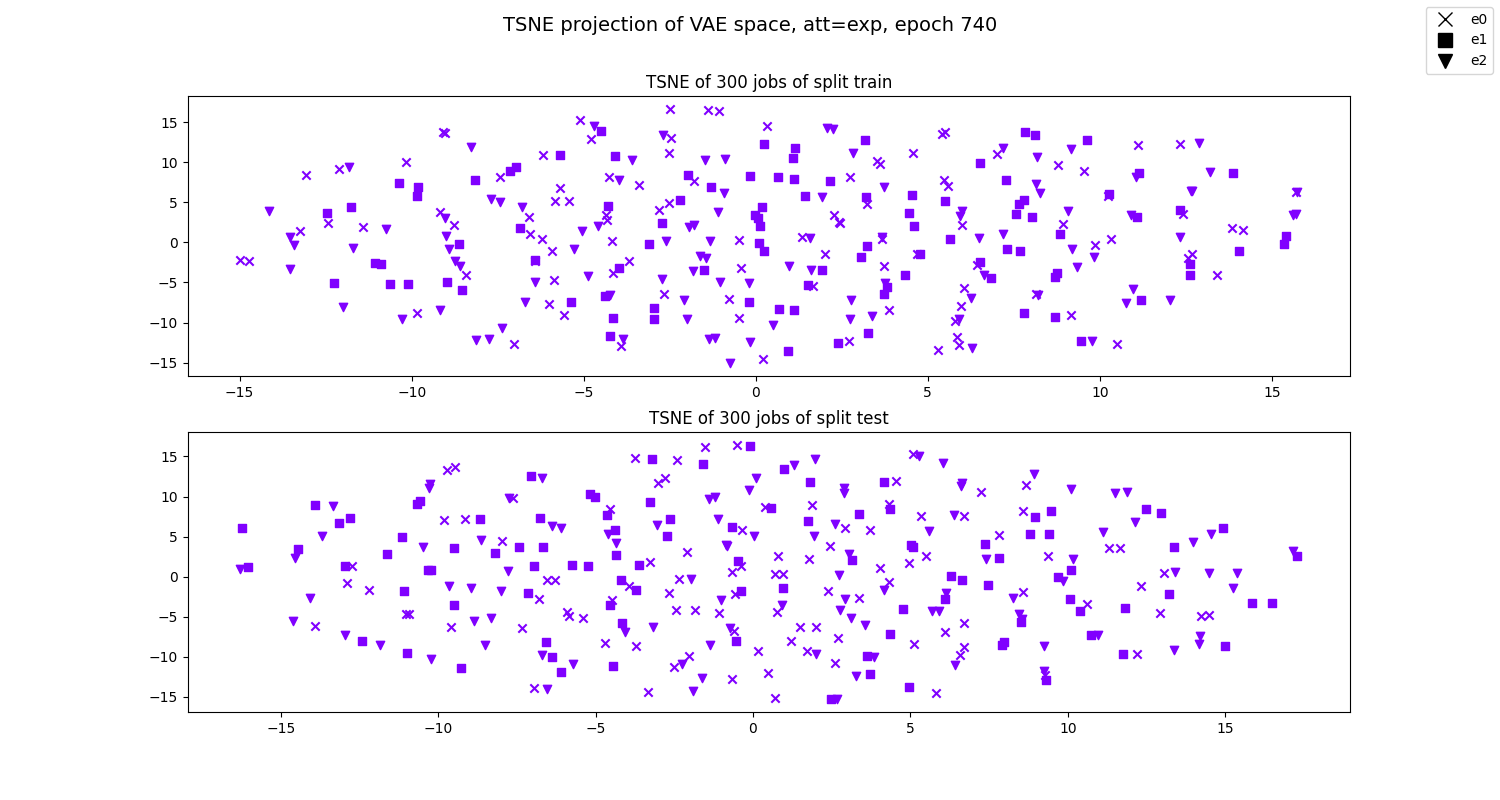 TSNE projection of VAE space, att=exp, epoch 740
e0
e1
e2
TSNE of 300 jobs of split train
15
10
5
0
−5
−10
−15
−15 −10 −5 0 5 10 15
TSNE of 300 jobs of split test
15
10
5
0
−5
−10
−15
−15 −10 −5 0 5 10 15